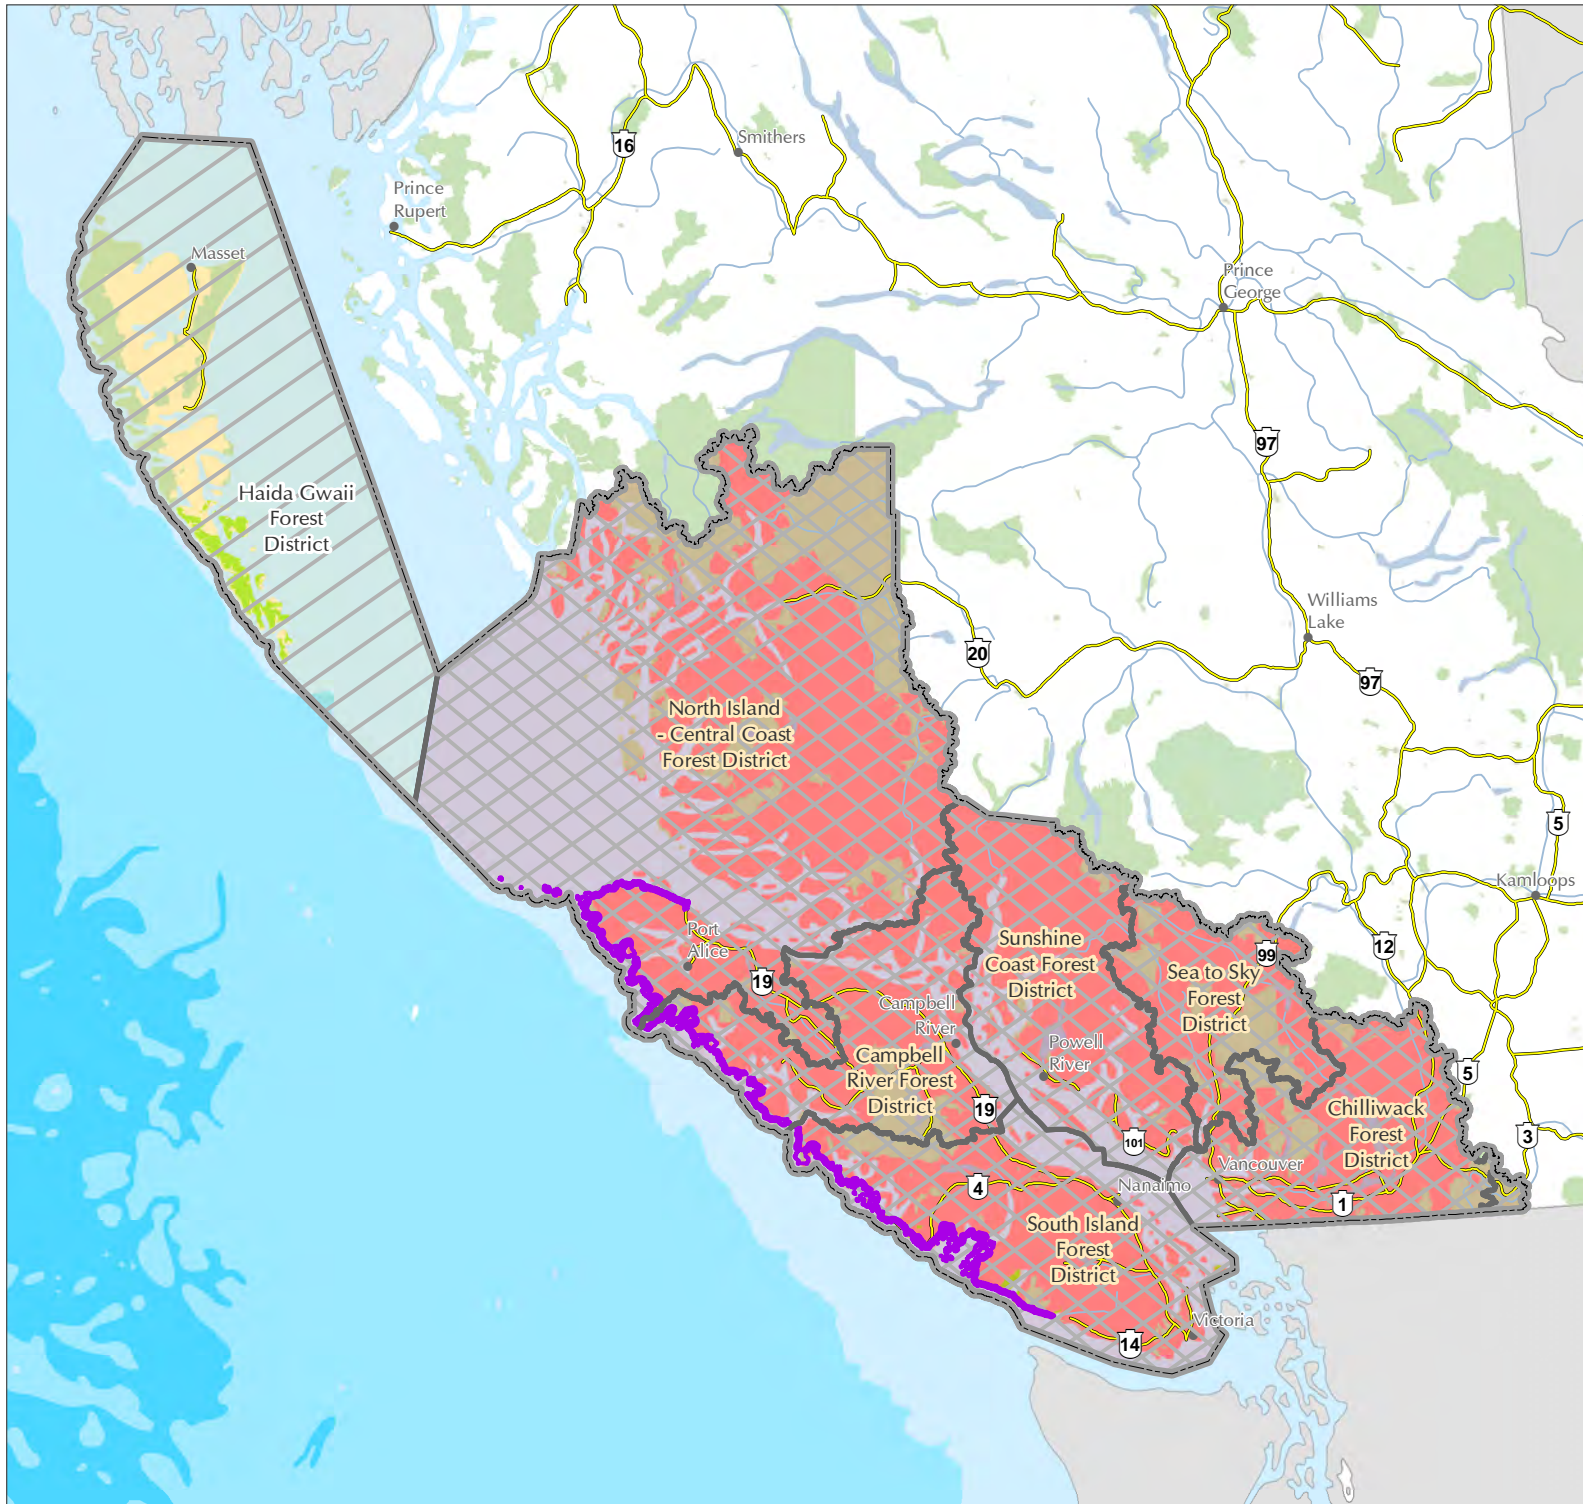 16
Smithers
Prince
Rupert
Masset
Prince
George
97
Haida Gwaii
Forest
District
Williams
Lake
20
97
North Island
- Central Coast
Forest District
5
Kamloops
Port
Alice
19
Sunshine
Coast Forest
District
Sea to Sky
Forest
District
99
12
Campbell
River
Powell
River
Campbell
River Forest
District
19
5
Chilliwack
Forest
District
3
101
Vancouver
4
Nanaimo
1
South Island
Forest
District
Victoria
14